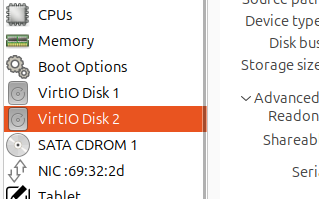 CPUs
Memory
Boot Options
VirtIO Disk 1
VirtIO Disk 2
SATA CDROM 1
NIC :69:32:2d
Tablet
Device type
Disk bus
Storage size
Advanced
Readon
Shareab
Seri